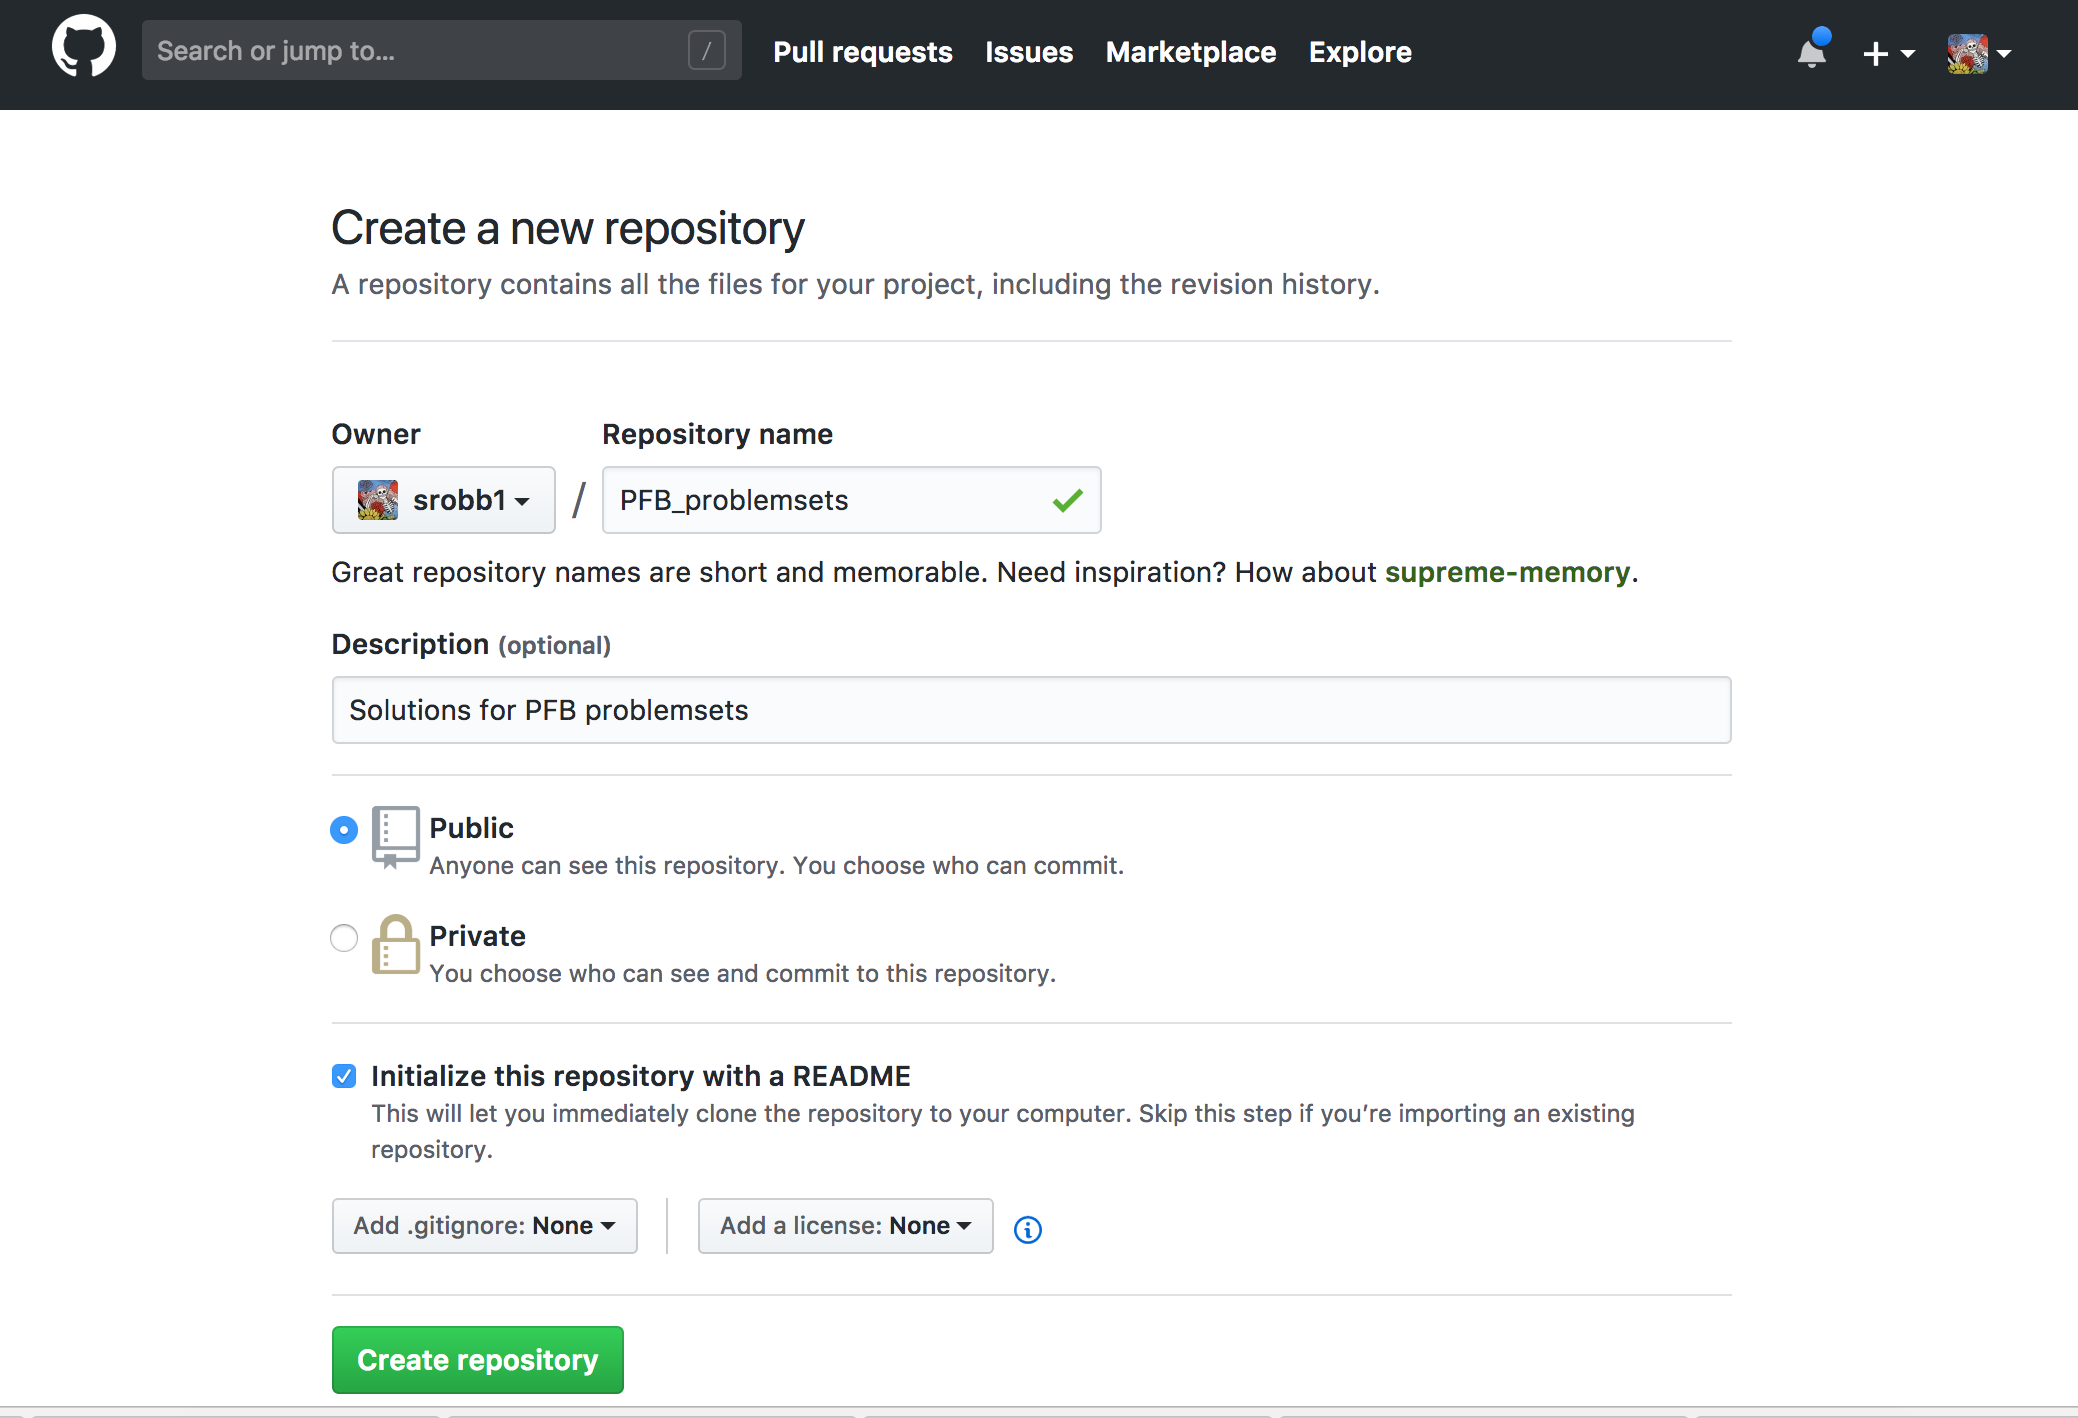 Search or jump to... / Pull requests Issues Marketplace Explore
Create a new repository
A repository contains all the files for your project, including the revision history.
Owner Repository name
srobb1 / PFB_problemsets
Great repository names are short and memorable. Need inspiration? How about supreme-memory.
Description (optional)
Solutions for PFB problemsets
Public
Anyone can see this repository. You choose who can commit.
Private
You choose who can see and commit to this repository.
Initialize this repository with a README
This will let you immediately clone the repository to your computer. Skip this step if you’re importing an existing
repository.
Add .gitignore: None Add a license: None
Create repository